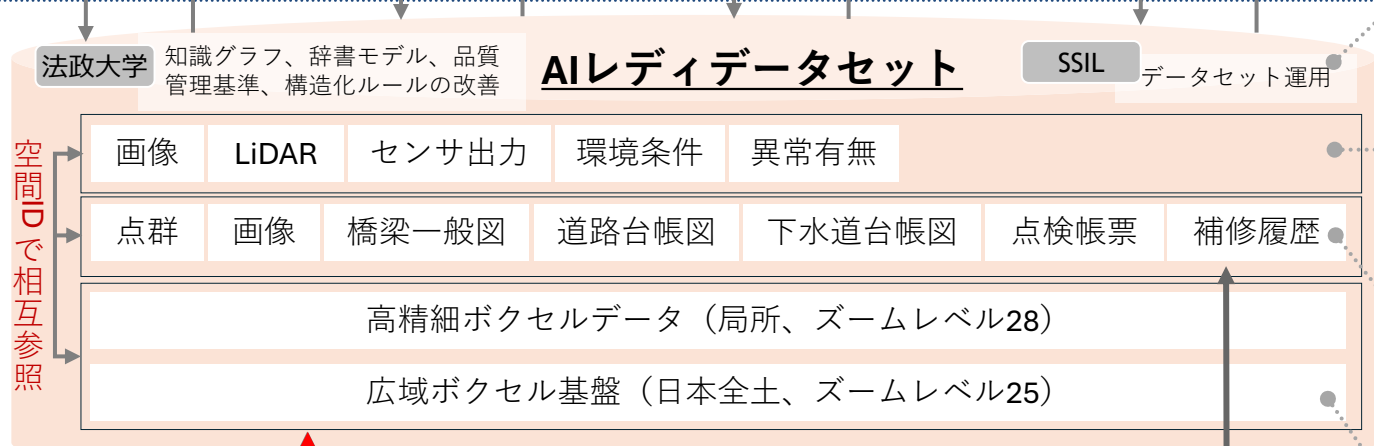 法政大学
知識グラフ、辞書モデル、品質
管理基準、構造化ルールの改善
AIレディデータセット
SSIL
データセット運用
空間IDで相互参照
画像
LiDAR
センサ出力
環境条件
異常有無
点群
画像
橋梁一般図
道路台帳図
下水道台帳図
点検帳票
補修履歴
高精細ボクセルデータ（局所、ズームレベル28）
広域ボクセル基盤（日本全土、ズームレベル25）